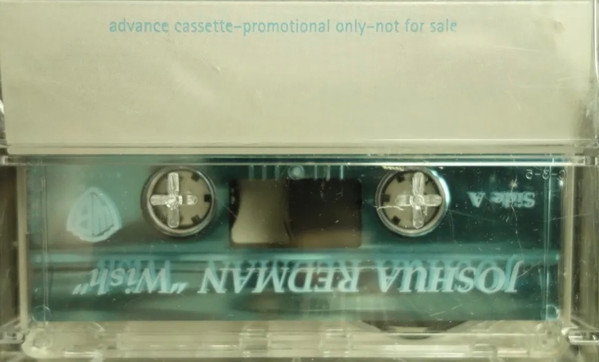 advance cassette–promotional only–not for sale
JOSHUA REDMAN "Wish"
Side A